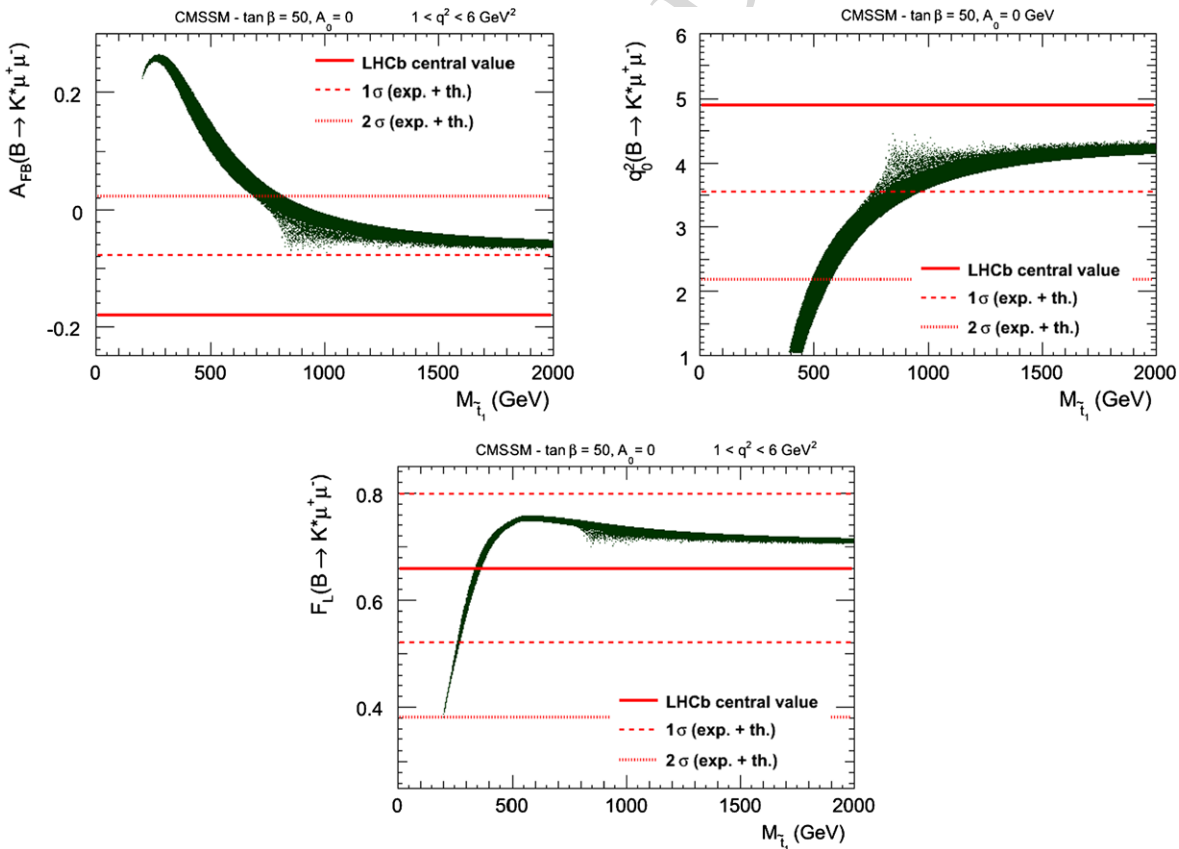 CMSSM - tan β = 50, A₀ = 0 1 < q² < 6 GeV²
A_FB(B → K*μ⁺μ⁻)
LHCb central value
1σ (exp. + th.)
2 σ (exp. + th.)
0.2
0
-0.2
0 500 1000 1500 2000
M_t̃₁ (GeV)
CMSSM - tan β = 50, A₀ = 0 GeV
q₀²(B → K*μ⁺μ⁻)
6
5
4
3
2
1
LHCb central value
1σ (exp. + th.)
2 σ (exp. + th.)
0 500 1000 1500 2000
M_t̃₁ (GeV)
CMSSM - tan β = 50, A₀ = 0 1 < q² < 6 GeV²
F_L(B → K*μ⁺μ⁻)
0.8
0.6
0.4
LHCb central value
1σ (exp. + th.)
2 σ (exp. + th.)
0 500 1000 1500 2000
M_t̃₁ (GeV)